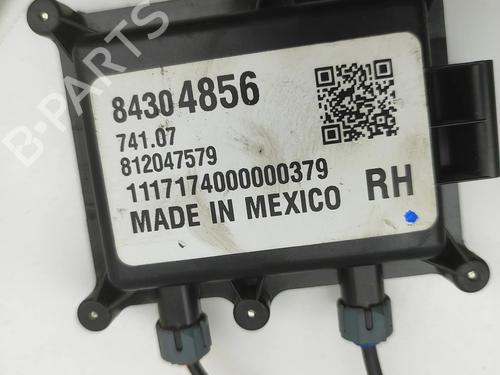 84304856
741.07
812047579
1117174000000379
MADE IN MEXICO
RH
B-PARTS